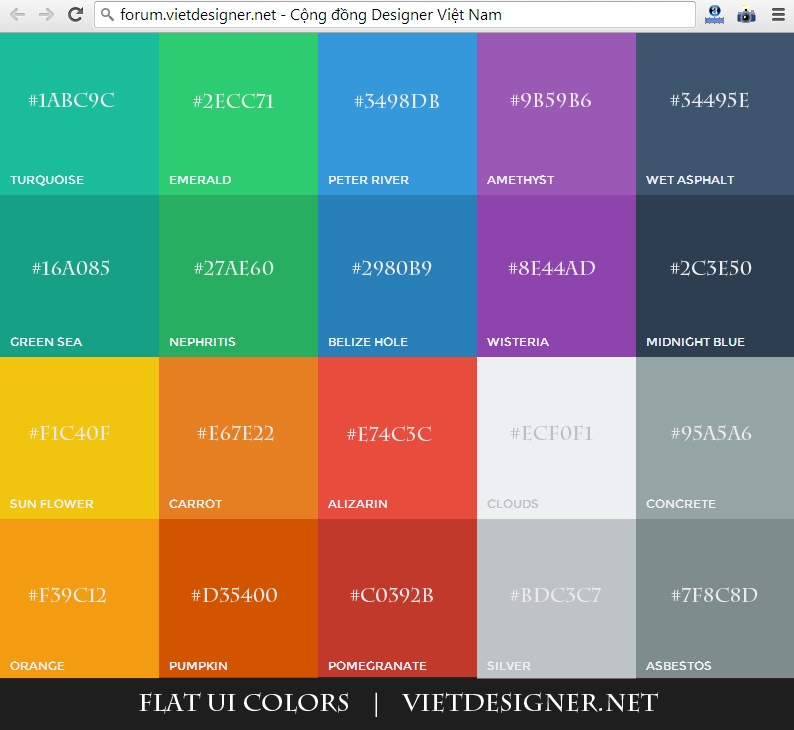 forum.vietdesigner.net - Cộng đồng Designer Việt Nam
#1ABC9C #2ECC71 #3498DB #9B59B6 #34495E
TURQUOISE EMERALD PETER RIVER AMETHYST WET ASPHALT
#16A085 #27AE60 #2980B9 #8E44AD #2C3E50
GREEN SEA NEPHRITIS BELIZE HOLE WISTERIA MIDNIGHT BLUE
#F1C40F #E67E22 #E74C3C #ECF0F1 #95A5A6
SUN FLOWER CARROT ALIZARIN CLOUDS CONCRETE
#F39C12 #D35400 #C0392B #BDC3C7 #7F8C8D
ORANGE PUMPKIN POMEGRANATE SILVER ASBESTOS
FLAT UI COLORS | VIETDESIGNER.NET